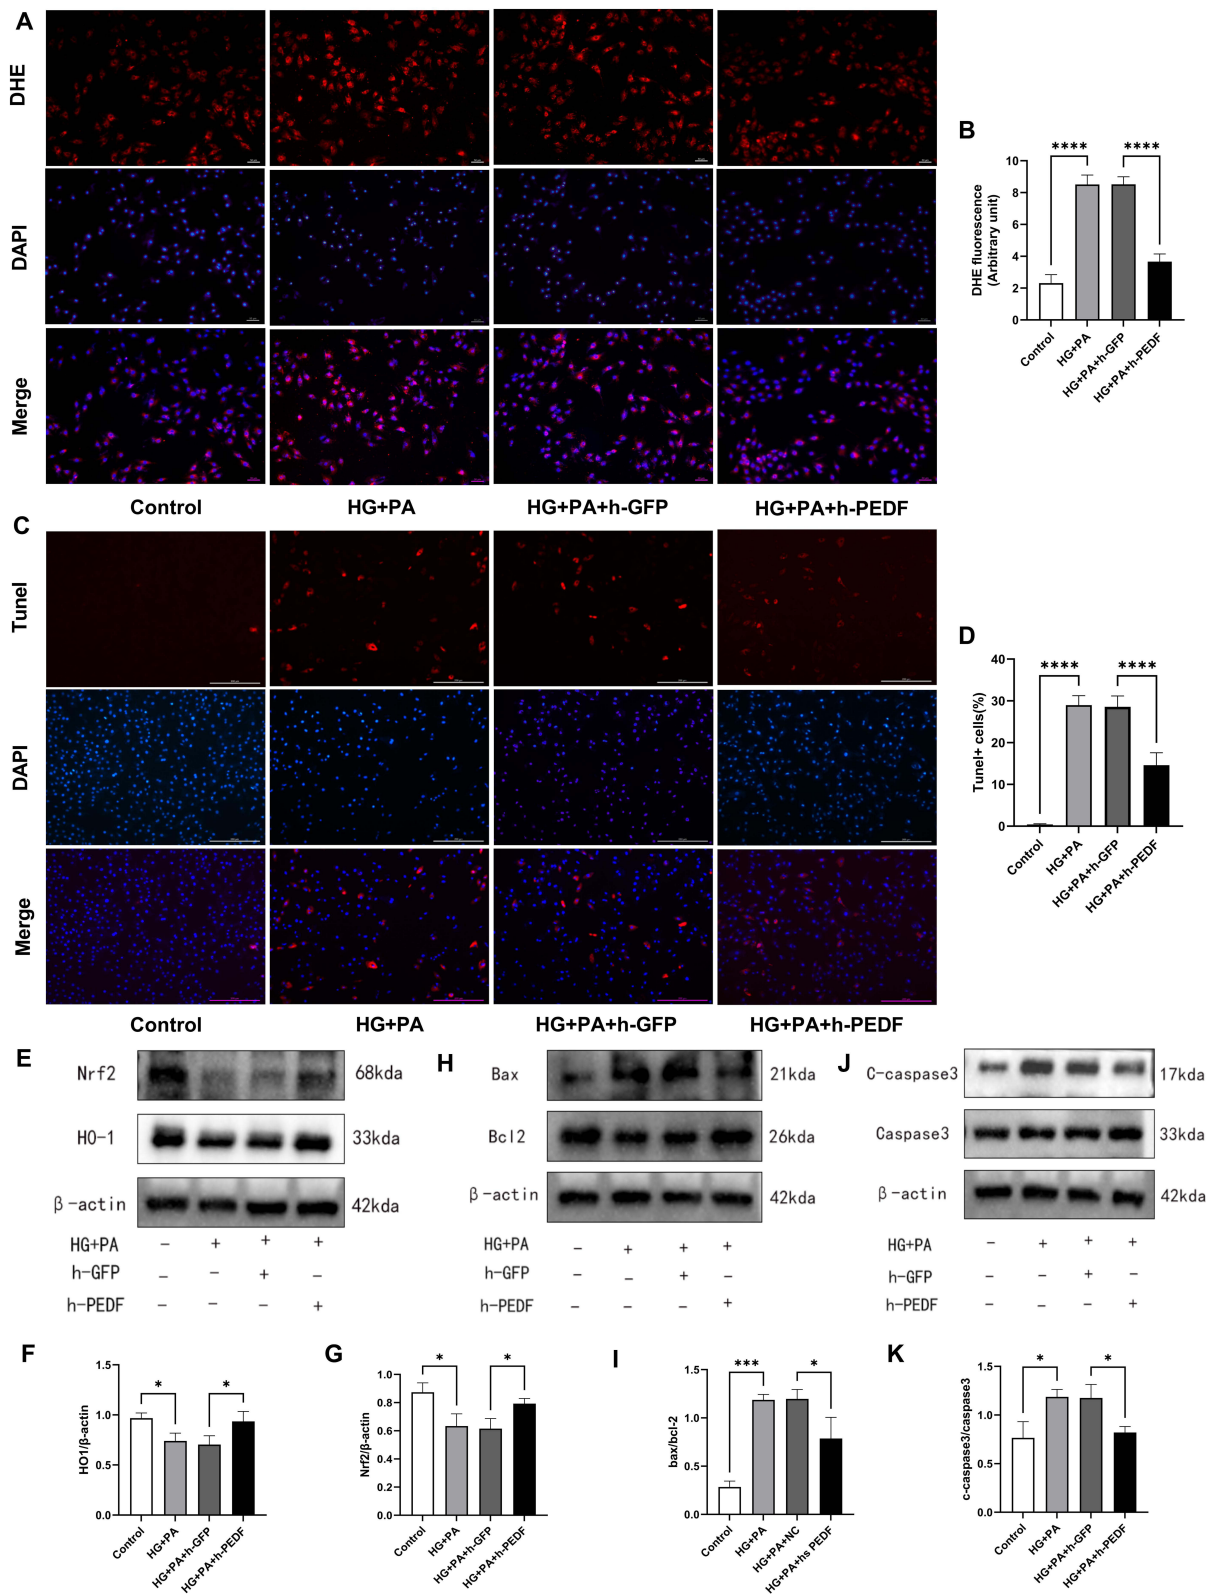 A
DHE
DAPI
Merge
Control HG+PA HG+PA+h-GFP HG+PA+h-PEDF
B
**** ****
DHE fluorescence
(Arbitrary unit)
10
8
6
4
2
0
Control
HG+PA
HG+PA+h-GFP
HG+PA+h-PEDF
C
Tunel
DAPI
Merge
Control HG+PA HG+PA+h-GFP HG+PA+h-PEDF
D
**** ****
Tunel+ cells(%)
40
30
20
10
0
Control
HG+PA
HG+PA+h-GFP
HG+PA+h-PEDF
E
Nrf2 68kda
HO-1 33kda
β-actin 42kda
HG+PA − + + +
h-GFP − − + −
h-PEDF − − − +
H
Bax 21kda
Bcl2 26kda
β-actin 42kda
HG+PA − + + +
h-GFP − − + −
h-PEDF − − − +
J
C-caspase3 17kda
Caspase3 33kda
β-actin 42kda
HG+PA − + + +
h-GFP − − + −
h-PEDF − − − +
F
* *
HO1/β-actin
1.5
1.0
0.5
0.0
Control
HG+PA
HG+PA+h-GFP
HG+PA+h-PEDF
G
* *
Nrf2/β-actin
1.0
0.8
0.6
0.4
0.2
0.0
Control
HG+PA
HG+PA+h-GFP
HG+PA+h-PEDF
I
*** *
bax/bcl-2
1.5
1.0
0.5
0.0
Control
HG+PA
HG+PA+NC
HG+PA+hs PEDF
K
* *
c-caspase3/caspase3
1.5
1.0
0.5
0.0
Control
HG+PA
HG+PA+h-GFP
HG+PA+h-PEDF